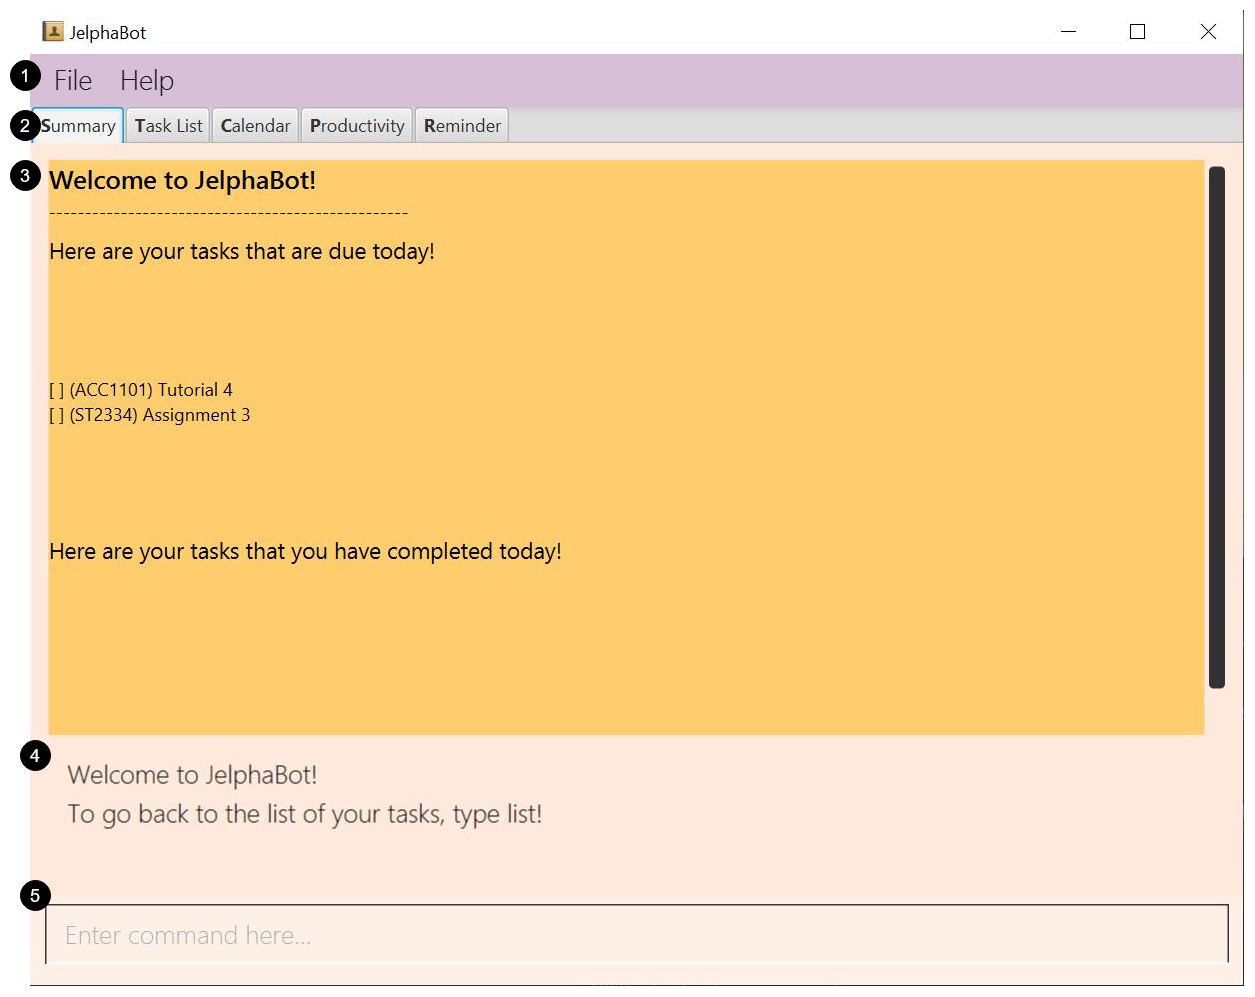 JelphaBot
1 File Help
2 Summary Task List Calendar Productivity Reminder
3 Welcome to JelphaBot!
---------------------------------------------------
Here are your tasks that are due today!
[ ] (ACC1101) Tutorial 4
[ ] (ST2334) Assignment 3
Here are your tasks that you have completed today!
4
Welcome to JelphaBot!
To go back to the list of your tasks, type list!
5
Enter command here...